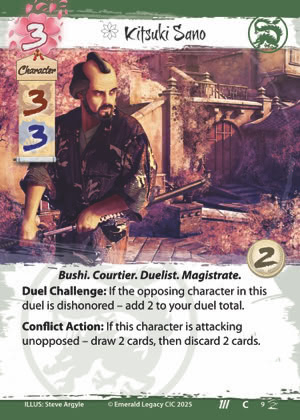 3
Kitsuki Sano
Character
3
3
2
Bushi. Courtier. Duelist. Magistrate.
Duel Challenge: If the opposing character in this
duel is dishonored – add 2 to your duel total.
Conflict Action: If this character is attacking
unopposed – draw 2 cards, then discard 2 cards.
ILLUS: Steve Argyle © Emerald Legacy CIC 2025 C 9